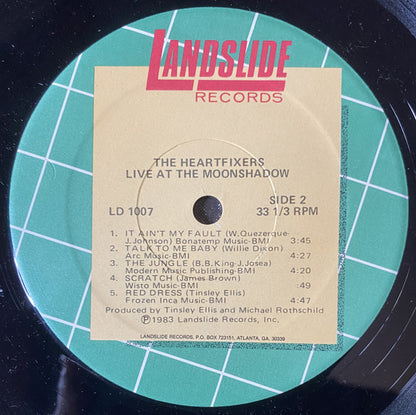 LANDSLIDE
RECORDS
THE HEARTFIXERS
LIVE AT THE MOONSHADOW
SIDE 2
LD 1007 33 1/3 RPM
1. IT AIN'T MY FAULT (W.Quezerque-
J.Johnson) Bonatemp Music-BMI 3:45
2. TALK TO ME BABY (Willie Dixon)
Arc Music-BMI 4:27
3. THE JUNGLE (B.B.King-J.Josea)
Modern Music Publishing-BMI 4:20
4. SCRATCH (James Brown)
Wisto Music-BMI :49
5. RED DRESS (Tinsley Ellis)
Frozen Inca Music-BMI 4:47
Produced by Tinsley Ellis and Michael Rothschild
Ⓟ©1983 Landslide Records, Inc.
LANDSLIDE RECORDS, P.O. BOX 723151, ATLANTA, GA. 30339